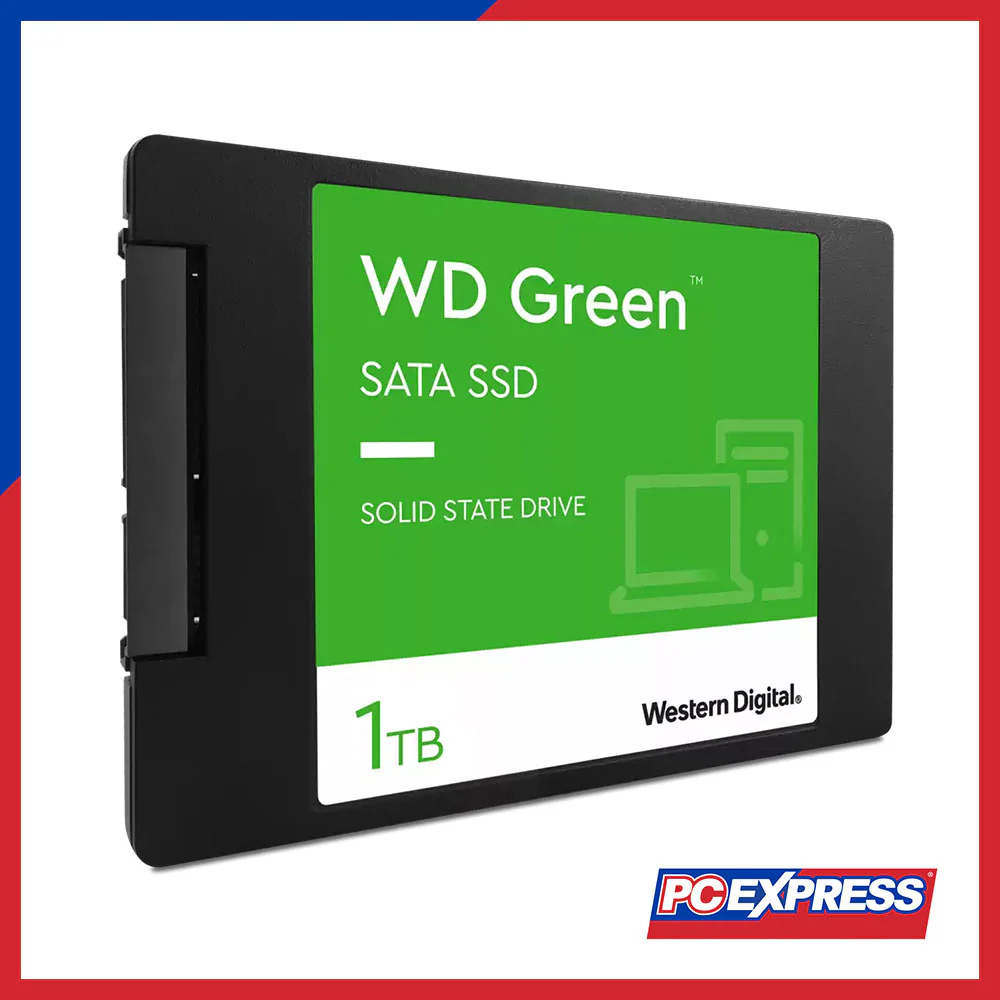 WD Green™
SATA SSD
SOLID STATE DRIVE
1TB
Western Digital®
PCEXPRESS®